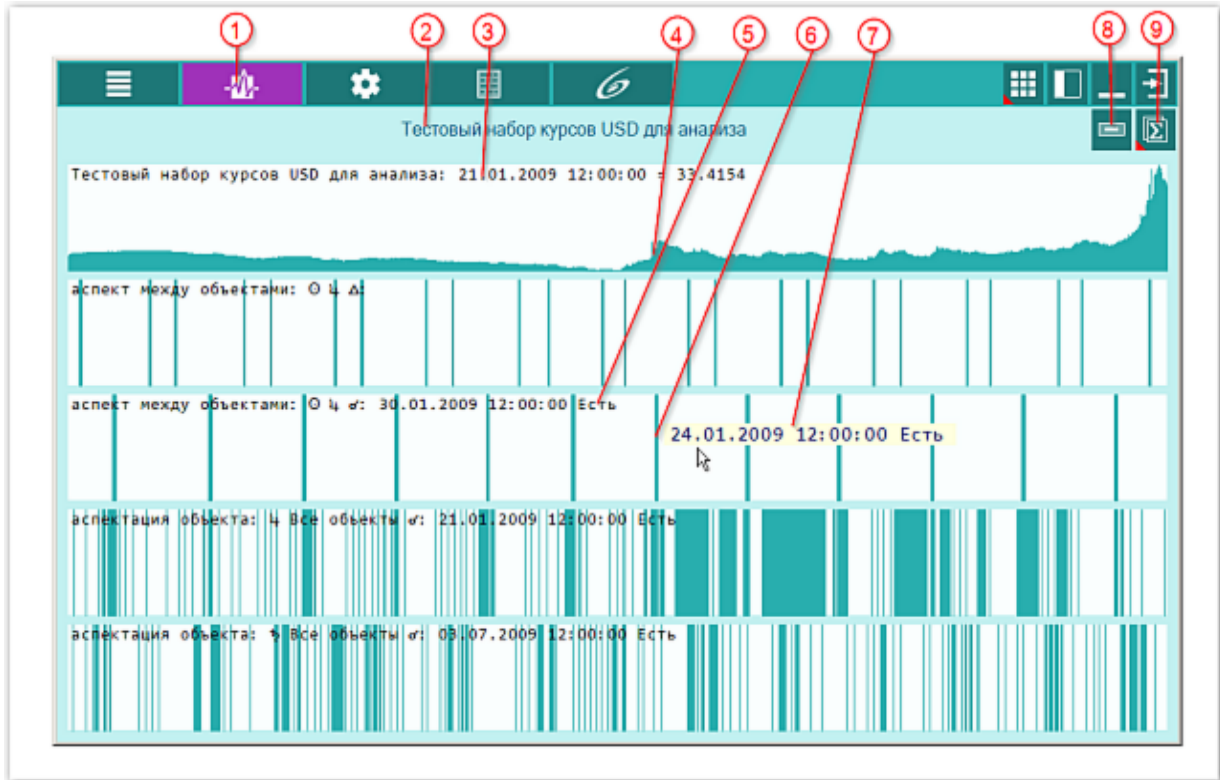 1 2 3 4 5 6 7 8 9
Тестовый набор курсов USD для анализа
Тестовый набор курсов USD для анализа: 21.01.2009 12:00:00 = 33.4154
аспект между объектами: ☉ ♃ △:
аспект между объектами: ☉ ♃ ☌: 30.01.2009 12:00:00 Есть
24.01.2009 12:00:00 Есть
аспектация объекта: ♃ Все объекты ☌: 21.01.2009 12:00:00 Есть
аспектация объекта: ♄ Все объекты ☌: 03.07.2009 12:00:00 Есть